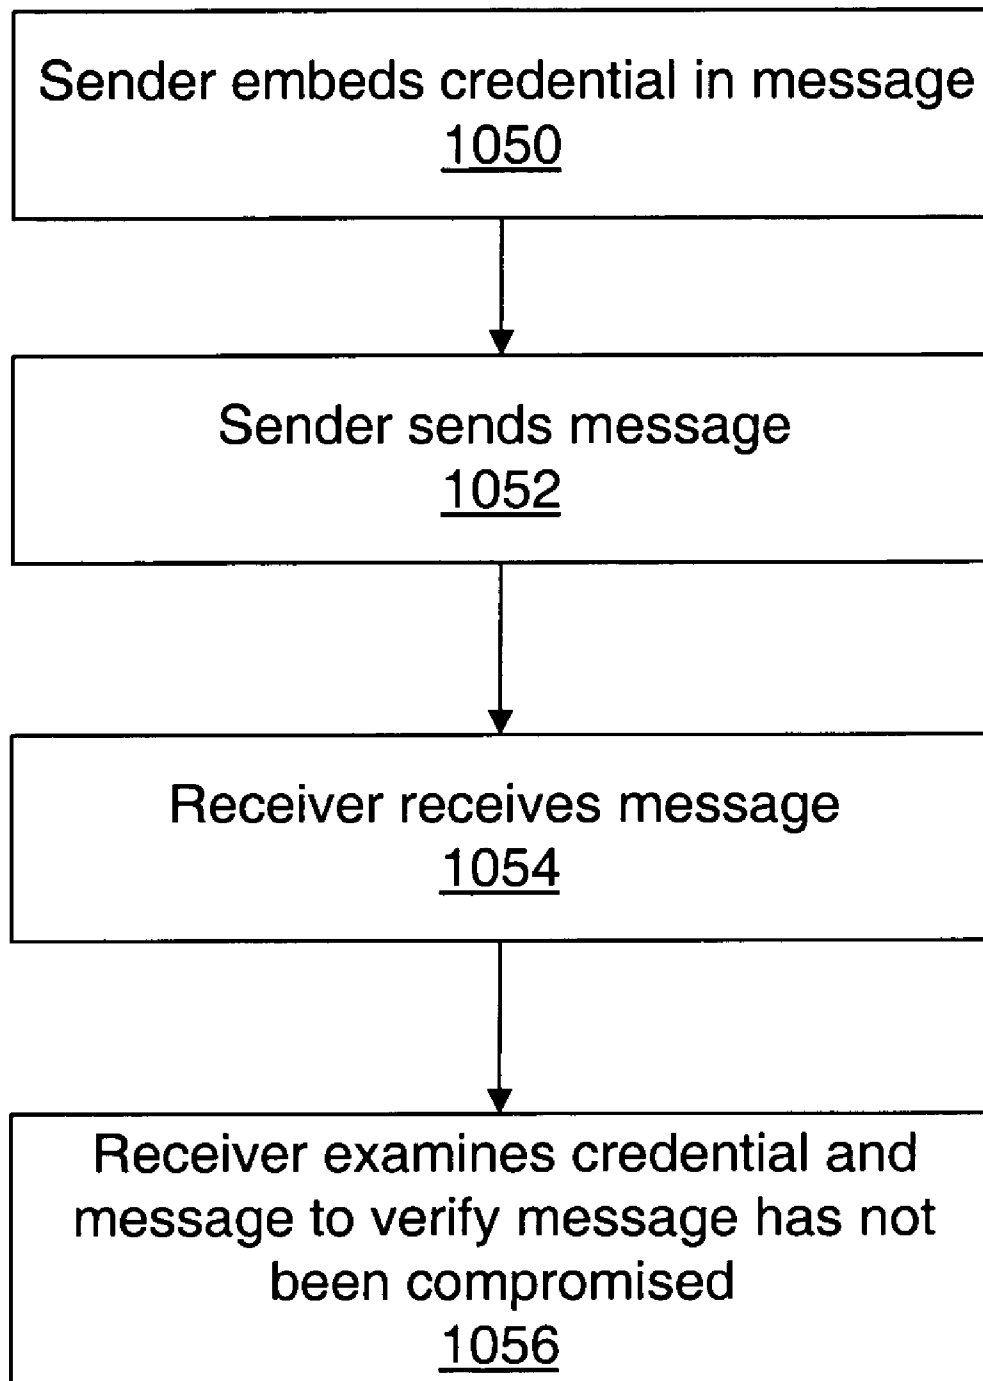 Sender embeds credential in message
1050
Sender sends message
1052
Receiver receives message
1054
Receiver examines credential and
message to verify message has not
been compromised
1056